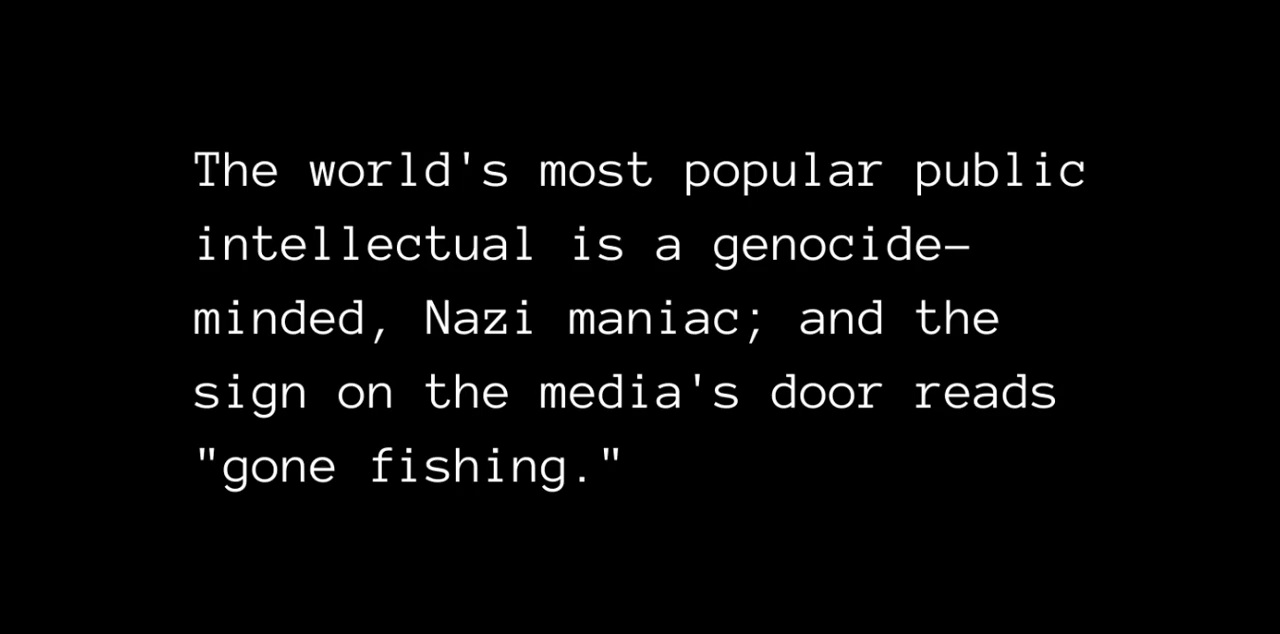 The world's most popular public
intellectual is a genocide-
minded, Nazi maniac; and the
sign on the media's door reads
"gone fishing."